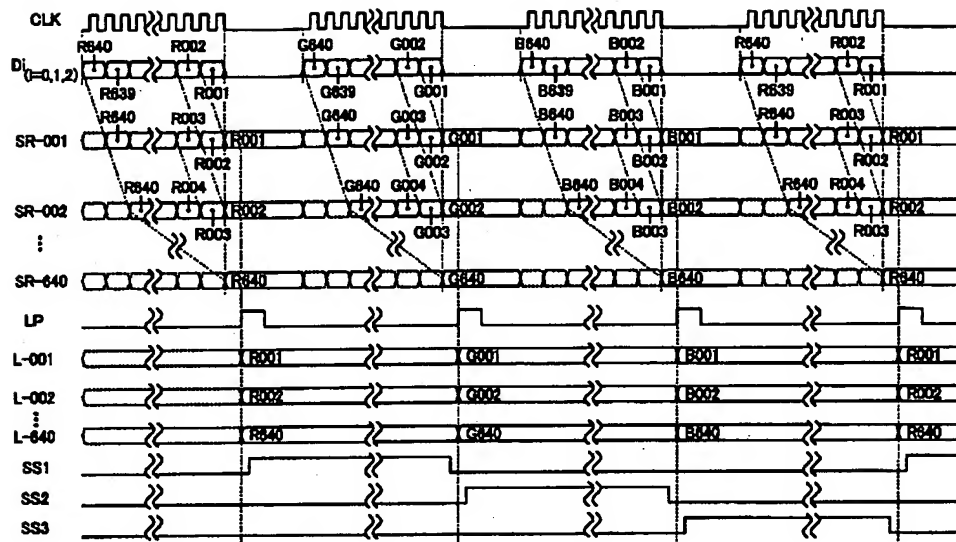 CLK
R640 R002 G640 G002 B640 B002 R640 R002
Di(i=0,1,2)
R639 R001 G639 G001 B639 B001 R639 R001
R640 R003 G640 G003 B640 B003 R640 R003
SR-001 R001 G001 B001 R001
R002 G002 B002 R002
R640 R004 G640 G004 B640 B004 R640 R004
SR-002 R002 G002 B002 R002
R003 G003 B003 R003
⋮
SR-640 R640 G640 B640 R640
LP
L-001 R001 G001 B001 R001
L-002 R002 G002 B002 R002
⋮
L-640 R640 G640 B640 R640
SS1
SS2
SS3